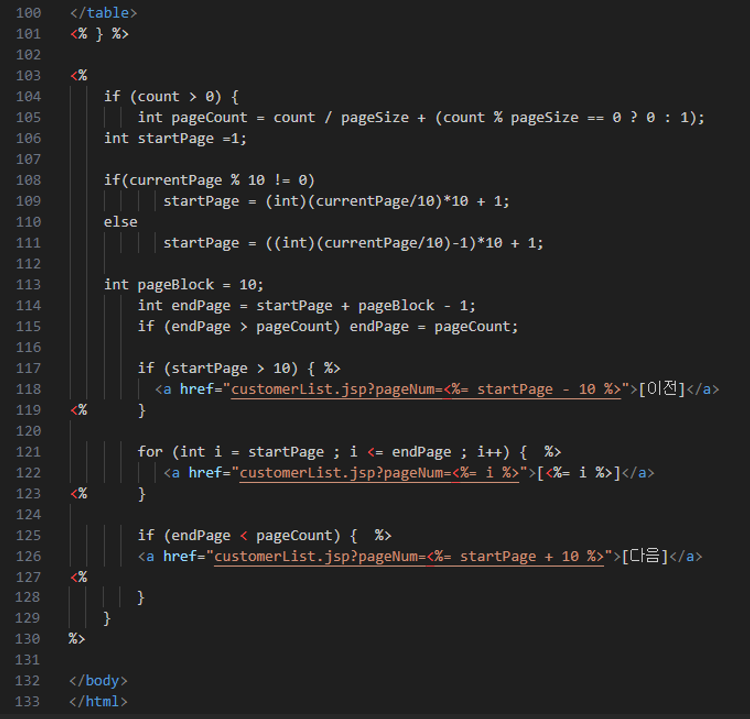 100 </table>
101 <% } %>
102
103 <%
104 if (count > 0) {
105 int pageCount = count / pageSize + (count % pageSize == 0 ? 0 : 1);
106 int startPage =1;
107
108 if(currentPage % 10 != 0)
109 startPage = (int)(currentPage/10)*10 + 1;
110 else
111 startPage = ((int)(currentPage/10)-1)*10 + 1;
112
113 int pageBlock = 10;
114 int endPage = startPage + pageBlock - 1;
115 if (endPage > pageCount) endPage = pageCount;
116
117 if (startPage > 10) { %>
118 <a href="customerList.jsp?pageNum=<%= startPage - 10 %>">[이전]</a>
119 <% }
120
121 for (int i = startPage ; i <= endPage ; i++) {  %>
122 <a href="customerList.jsp?pageNum=<%= i %>">[<%= i %>]</a>
123 <% }
124
125 if (endPage < pageCount) {  %>
126 <a href="customerList.jsp?pageNum=<%= startPage + 10 %>">[다음]</a>
127 <%
128 }
129 }
130 %>
131
132 </body>
133 </html>